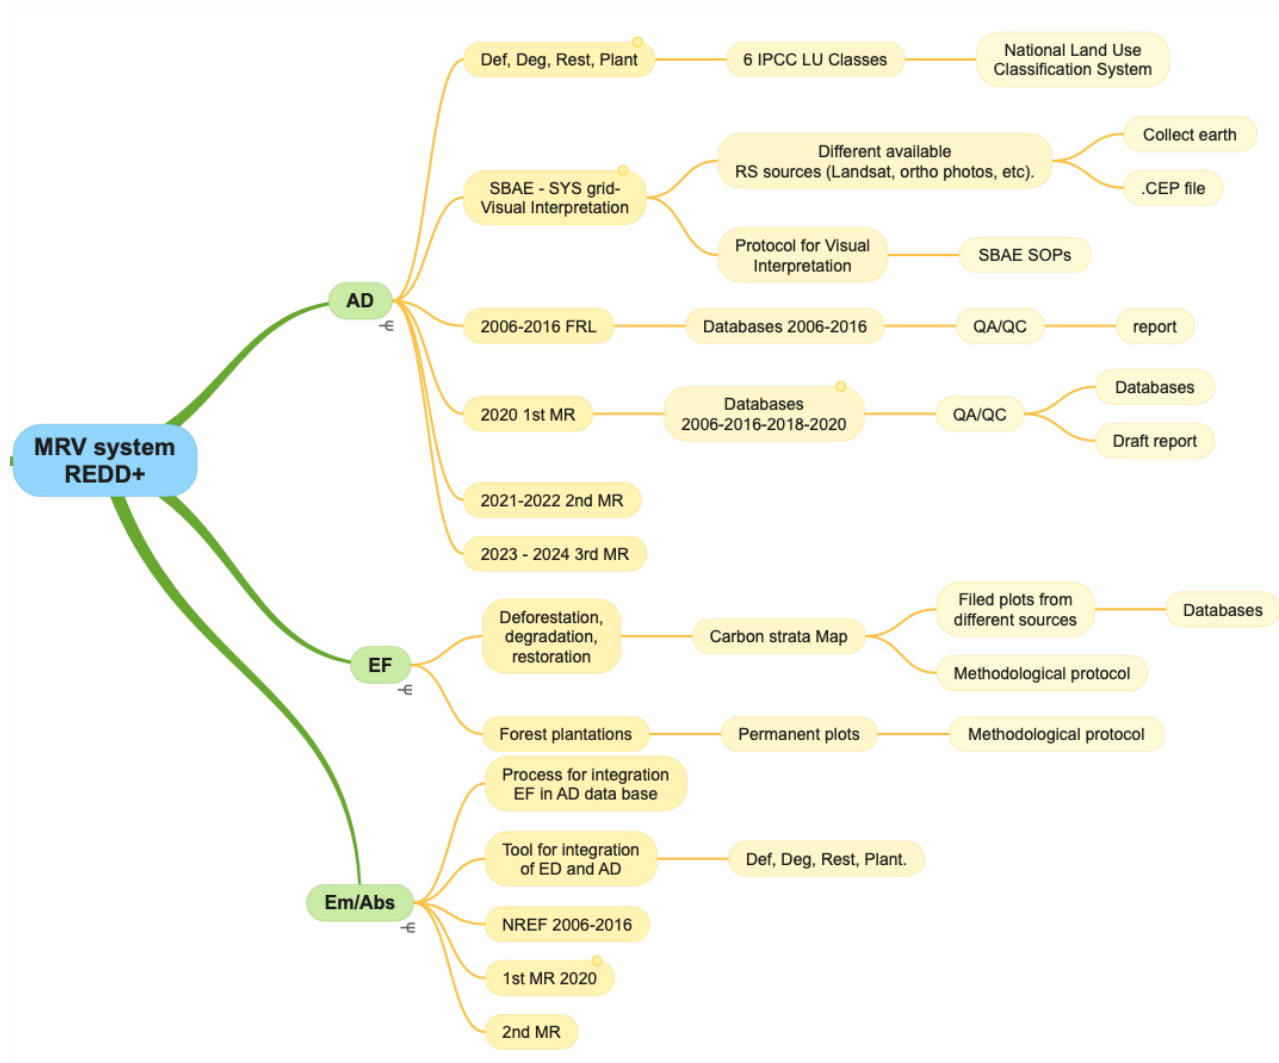 MRV system
REDD+
AD
Def, Deg, Rest, Plant
6 IPCC LU Classes
National Land Use
Classification System
SBAE - SYS grid-
Visual Interpretation
Different available
RS sources (Landsat, ortho photos, etc).
Collect earth
.CEP file
Protocol for Visual
Interpretation
SBAE SOPs
2006-2016 FRL
Databases 2006-2016
QA/QC
report
2020 1st MR
Databases
2006-2016-2018-2020
QA/QC
Databases
Draft report
2021-2022 2nd MR
2023 - 2024 3rd MR
EF
Deforestation,
degradation,
restoration
Carbon strata Map
Filed plots from
different sources
Databases
Methodological protocol
Forest plantations
Permanent plots
Methodological protocol
Em/Abs
Process for integration
EF in AD data base
Tool for integration
of ED and AD
Def, Deg, Rest, Plant.
NREF 2006-2016
1st MR 2020
2nd MR